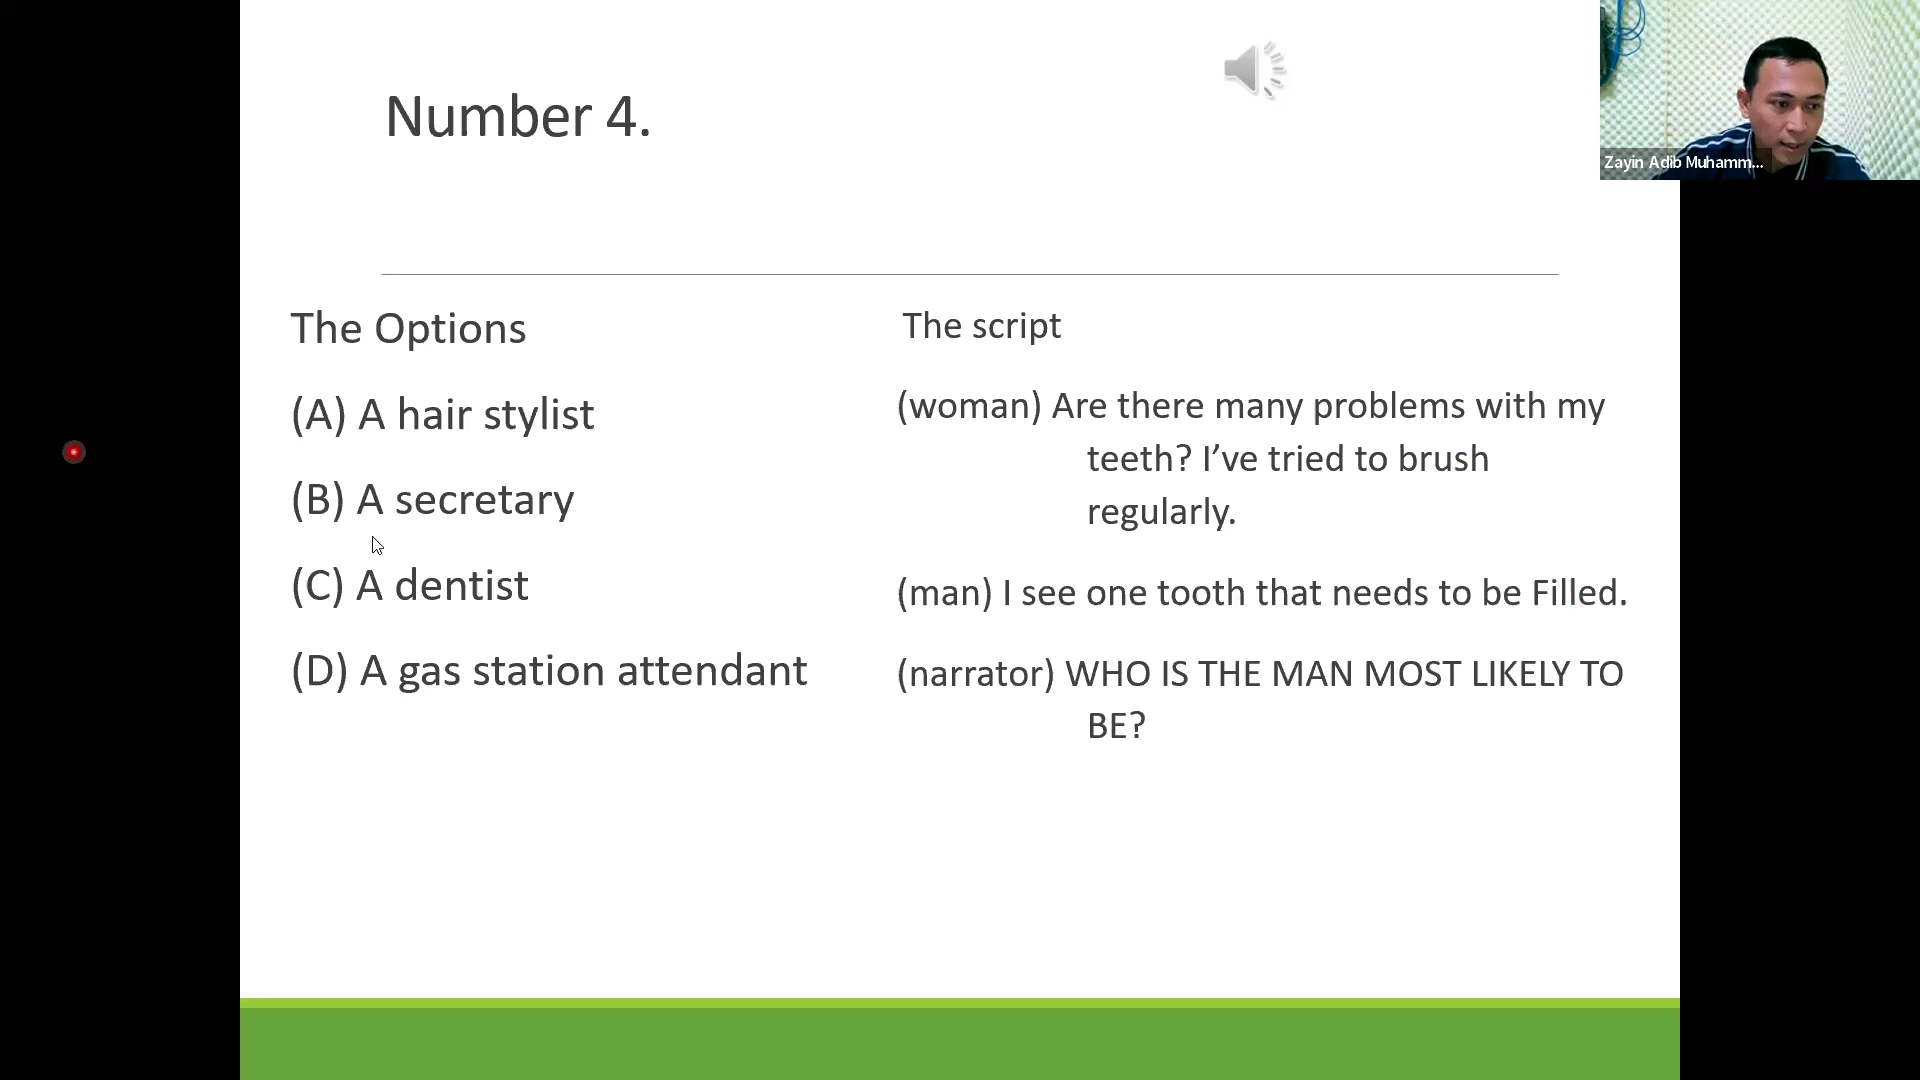 Number 4.
Zayin Adib Muhamm...
The Options
(A) A hair stylist
(B) A secretary
(C) A dentist
(D) A gas station attendant
The script
(woman) Are there many problems with my
teeth? I’ve tried to brush
regularly.
(man) I see one tooth that needs to be Filled.
(narrator) WHO IS THE MAN MOST LIKELY TO
BE?